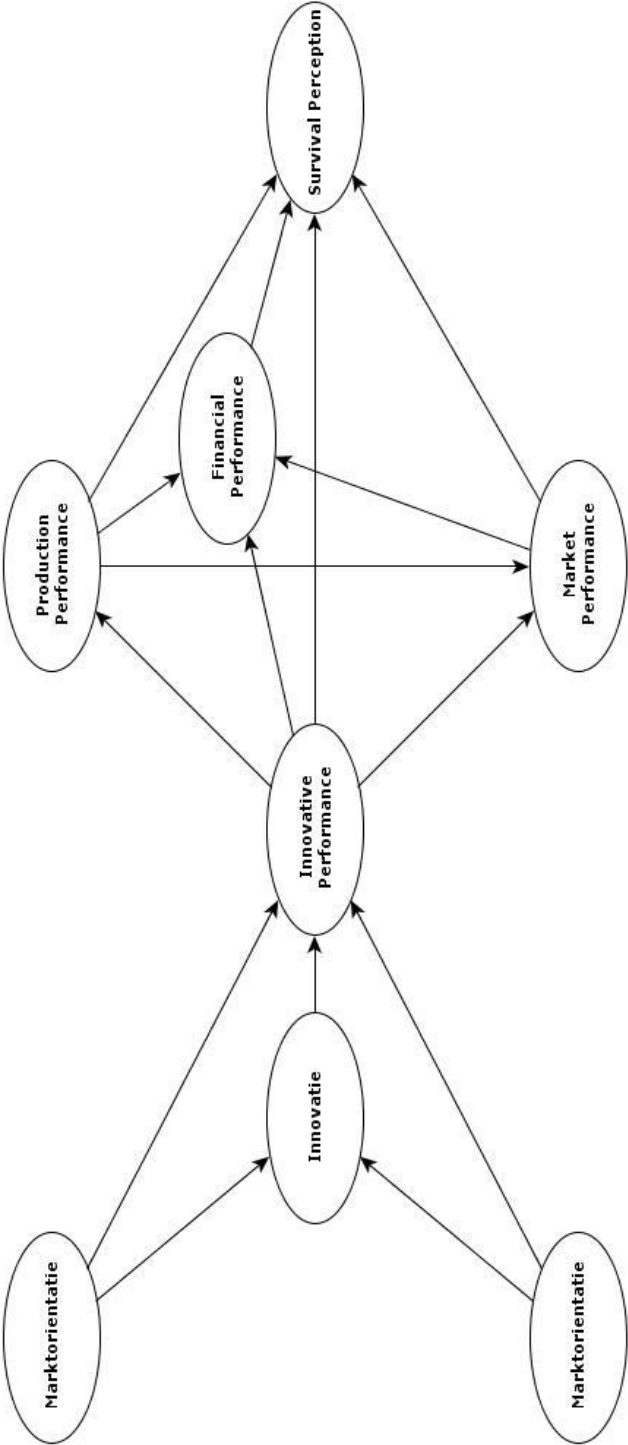 Marktorientatie
Marktorientatie
Innovatie
Innovative
Performance
Production
Performance
Market
Performance
Financial
Performance
Survival Perception